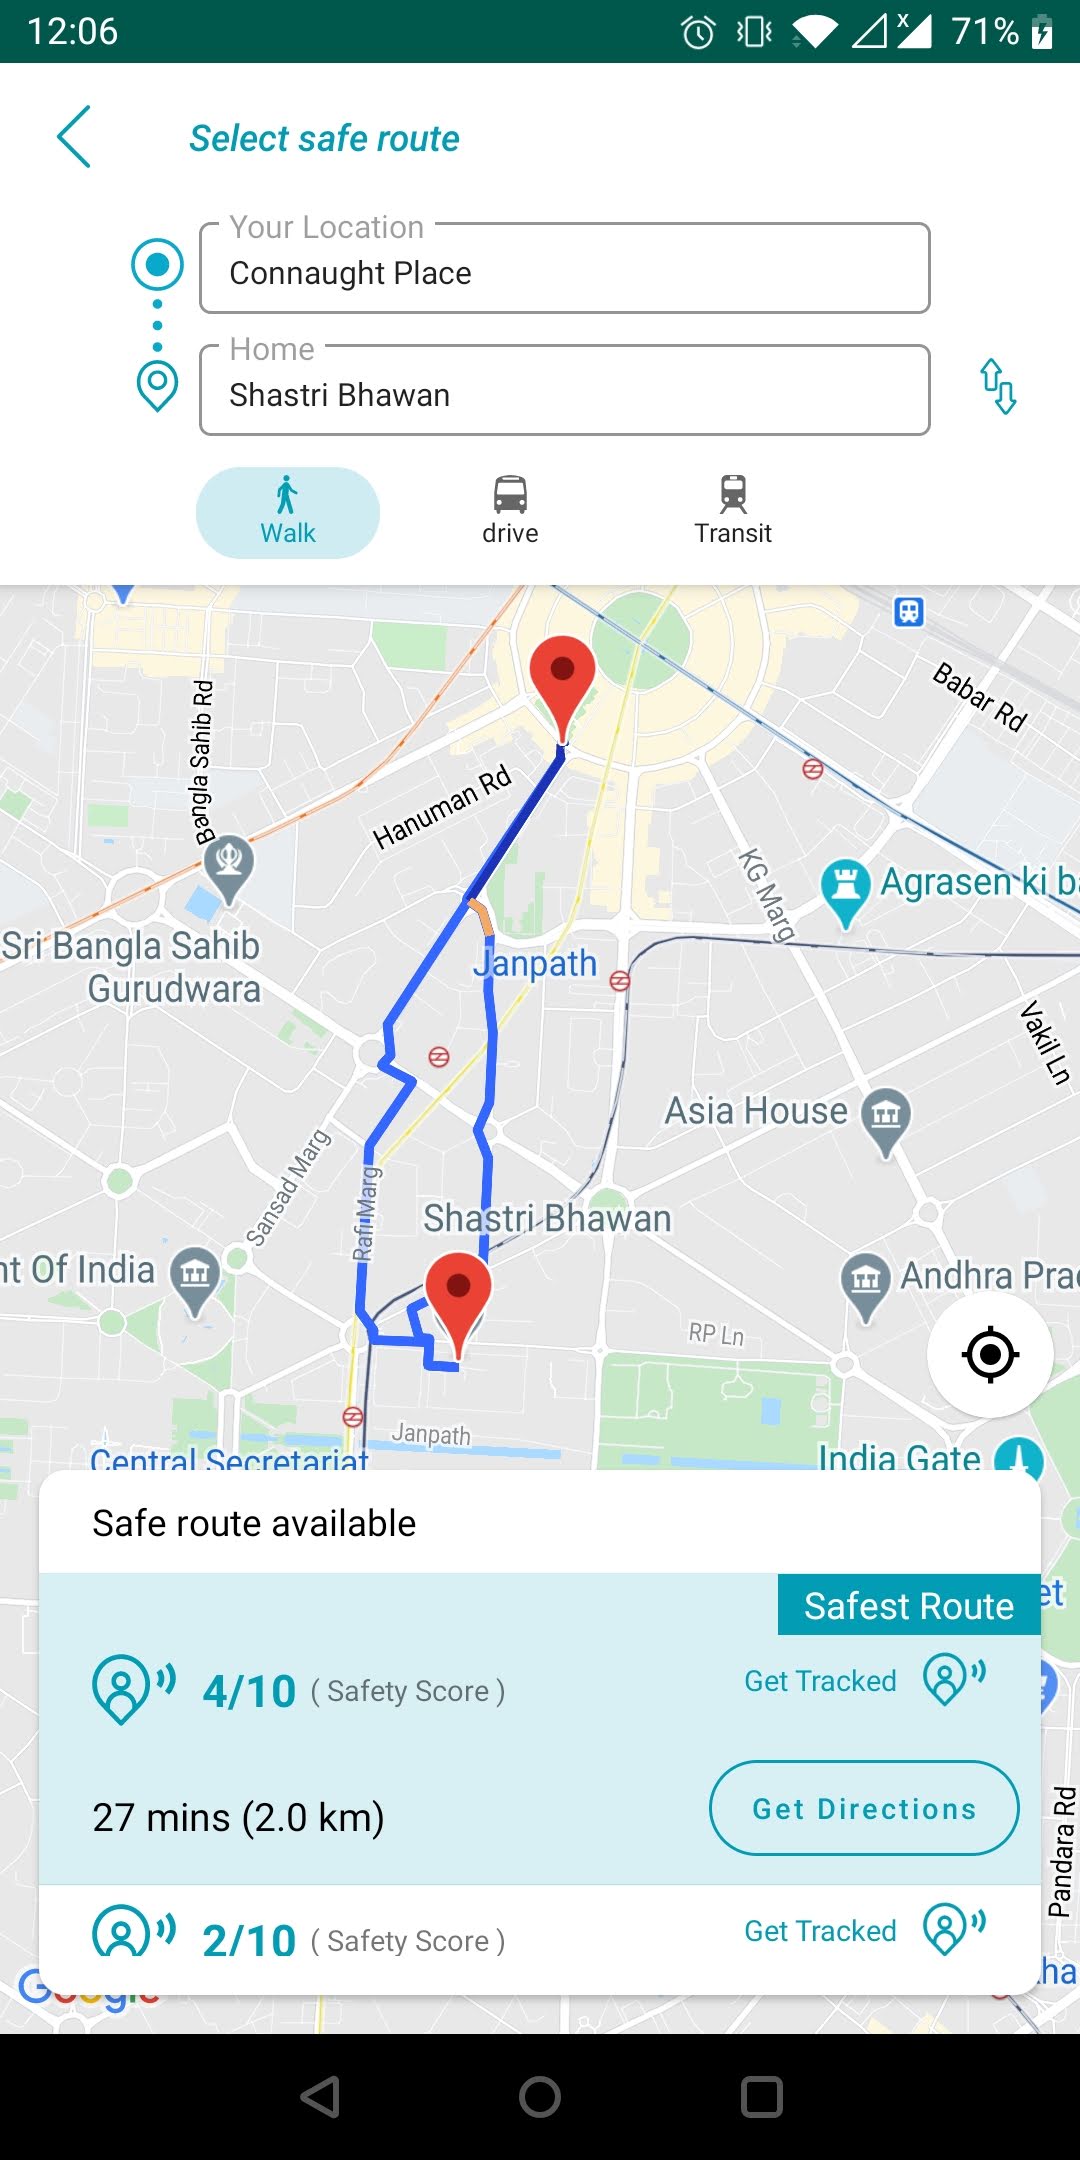 12:06
71%
Select safe route
Your Location
Connaught Place
Home
Shastri Bhawan
Walk
drive
Transit
Babar Rd
Bangla Sahib Rd
Hanuman Rd
KG Marg
Agrasen ki ba
Sri Bangla Sahib
Gurudwara
Janpath
Vakil Ln
Asia House
Sansad Marg
Rafi Marg
Shastri Bhawan
nt Of India
Andhra Prad
RP Ln
Janpath
Central Secretariat
India Gate
Safe route available
Safest Route
et
4/10 ( Safety Score )
Get Tracked
27 mins (2.0 km)
Get Directions
Pandara Rd
2/10 ( Safety Score )
Get Tracked
Google